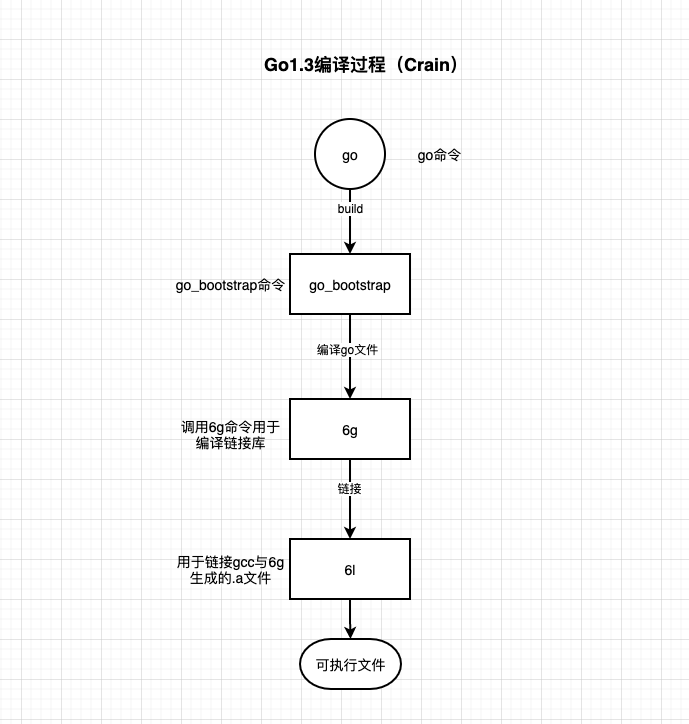 Go1.3编译过程（Crain）
go
go命令
build
go_bootstrap命令
go_bootstrap
编译go文件
调用6g命令用于
编译链接库
6g
链接
用于链接gcc与6g
生成的.a文件
6l
可执行文件